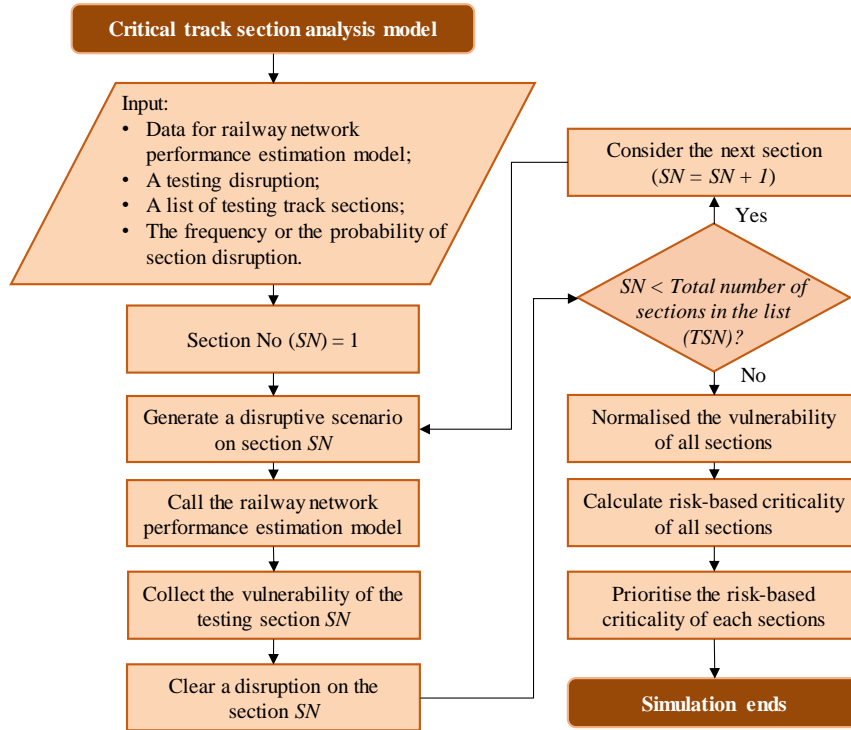 Critical track section analysis model
Input:
• Data for railway network
performance estimation model;
• A testing disruption;
• A list of testing track sections;
• The frequency or the probability of
section disruption.
Section No (SN) = 1
Generate a disruptive scenario
on section SN
Call the railway network
performance estimation model
Collect the vulnerability of the
testing section SN
Clear a disruption on the
section SN
Consider the next section
(SN = SN + 1)
Yes
SN < Total number of
sections in the list
(TSN)?
No
Normalised the vulnerability
of all sections
Calculate risk-based criticality
of all sections
Prioritise the risk-based
criticality of each sections
Simulation ends